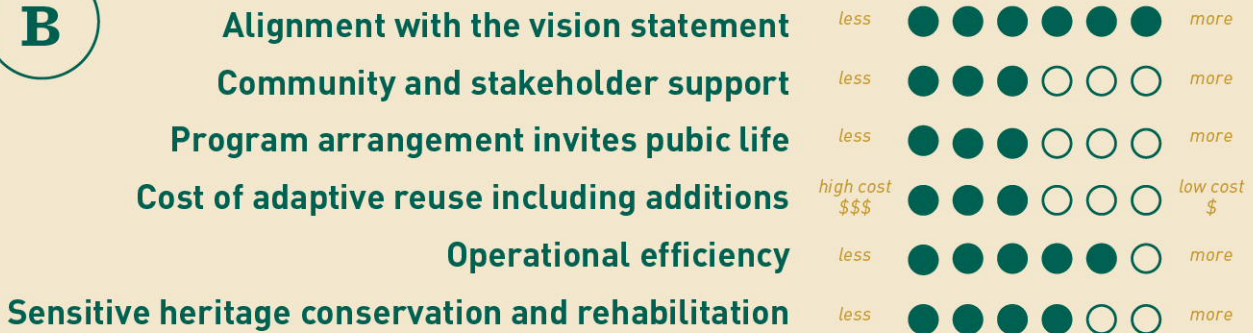 B
Alignment with the vision statement less more
Community and stakeholder support less more
Program arrangement invites pubic life less more
Cost of adaptive reuse including additions high cost $$$ low cost $
Operational efficiency less more
Sensitive heritage conservation and rehabilitation less more